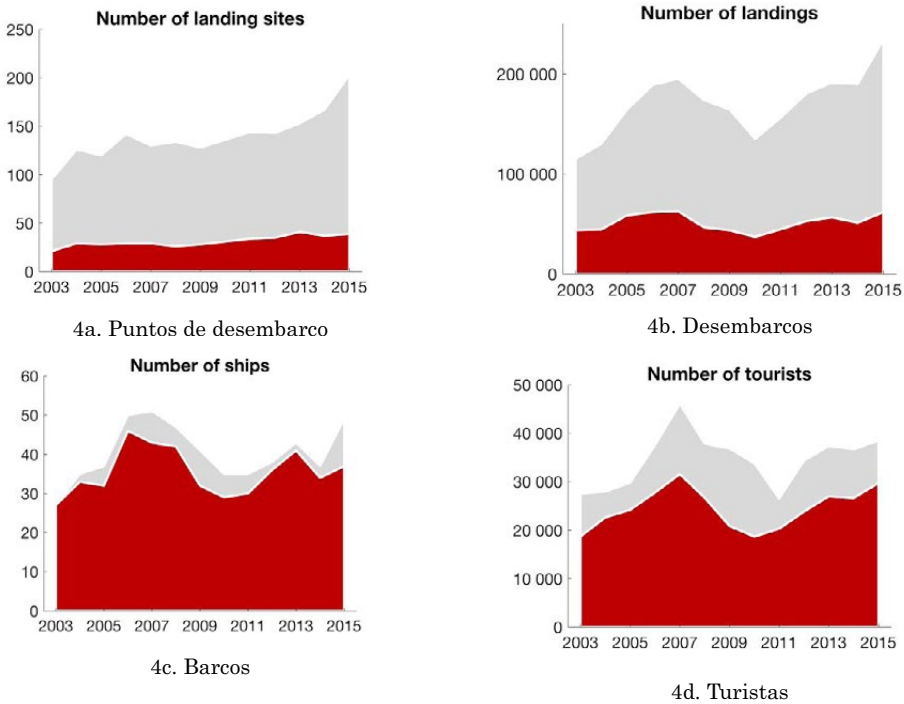 Number of landing sites
250
200
150
100
50
0
2003 2005 2007 2009 2011 2013 2015
4a. Puntos de desembarco
Number of landings
200 000
100 000
0
2003 2005 2007 2009 2011 2013 2015
4b. Desembarcos
Number of ships
60
50
40
30
20
10
0
2003 2005 2007 2009 2011 2013 2015
4c. Barcos
Number of tourists
50 000
40 000
30 000
20 000
10 000
0
2003 2005 2007 2009 2011 2013 2015
4d. Turistas